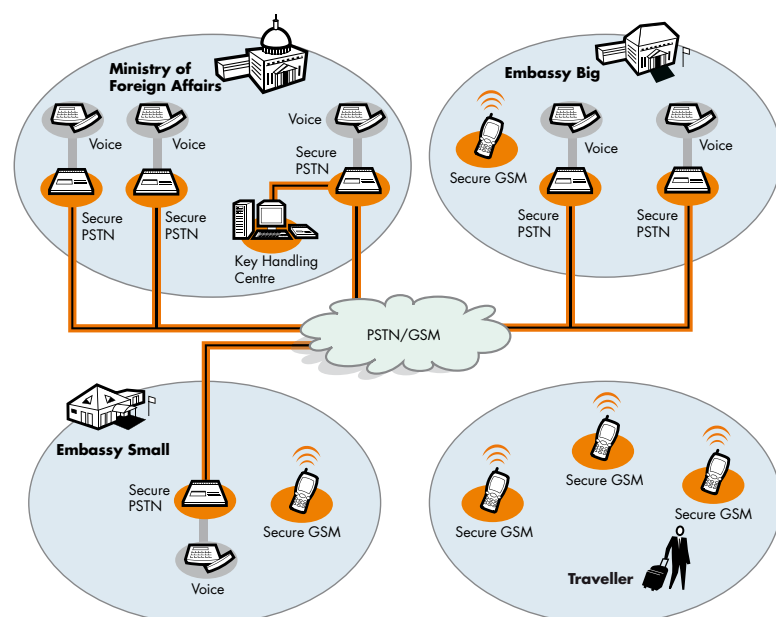 Ministry of
Foreign Affairs
Voice
Voice
Voice
Secure
PSTN
Secure
PSTN
Secure
PSTN
Key Handling
Centre
Embassy Big
Secure GSM
Voice
Voice
Secure
PSTN
Secure
PSTN
PSTN/GSM
Embassy Small
Secure
PSTN
Voice
Secure GSM
Secure GSM
Secure GSM
Secure GSM
Traveller